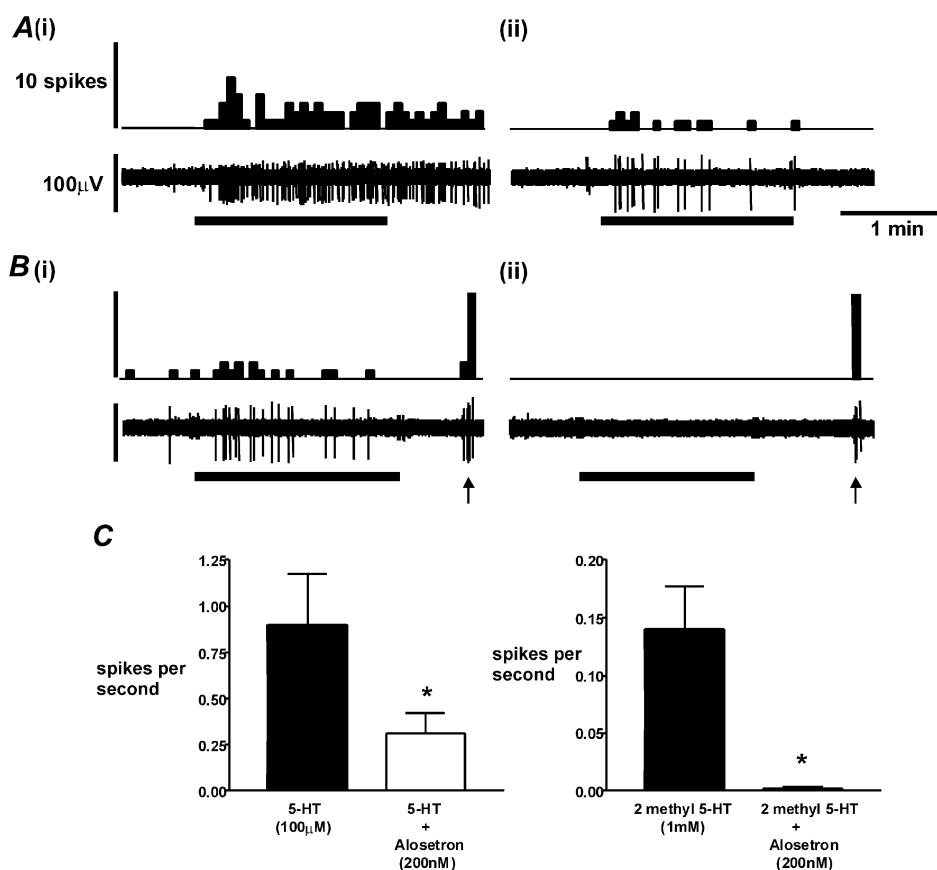 A(i)
(ii)
10 spikes
100µV
1 min
B(i)
(ii)
C
1.25
1.00
0.75
0.50
0.25
0.00
spikes per
second
*
5-HT
(100µM)
5-HT
+
Alosetron
(200nM)
0.20
0.15
0.10
0.05
0.00
spikes per
second
*
2 methyl 5-HT
(1mM)
2 methyl 5-HT
+
Alosetron
(200nM)